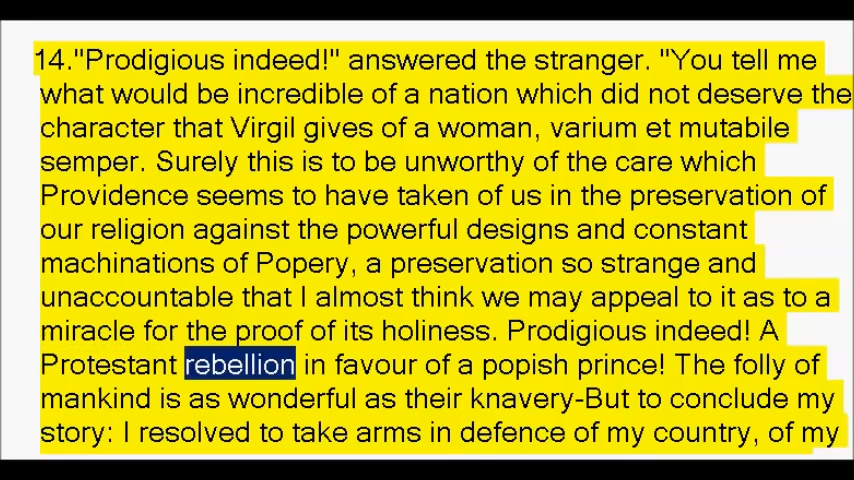 14."Prodigious indeed!" answered the stranger. "You tell me
what would be incredible of a nation which did not deserve the
character that Virgil gives of a woman, varium et mutabile
semper. Surely this is to be unworthy of the care which
Providence seems to have taken of us in the preservation of
our religion against the powerful designs and constant
machinations of Popery, a preservation so strange and
unaccountable that I almost think we may appeal to it as to a
miracle for the proof of its holiness. Prodigious indeed! A
Protestant rebellion in favour of a popish prince! The folly of
mankind is as wonderful as their knavery-But to conclude my
story: I resolved to take arms in defence of my country, of my